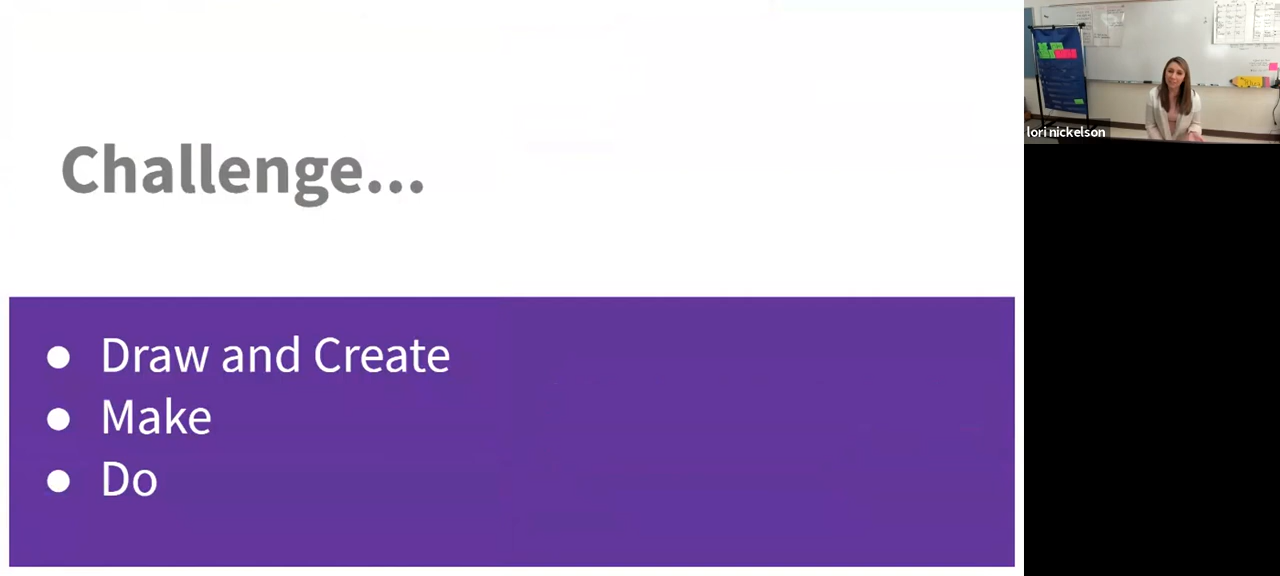 Challenge...
● Draw and Create
● Make
● Do
lori nickelson